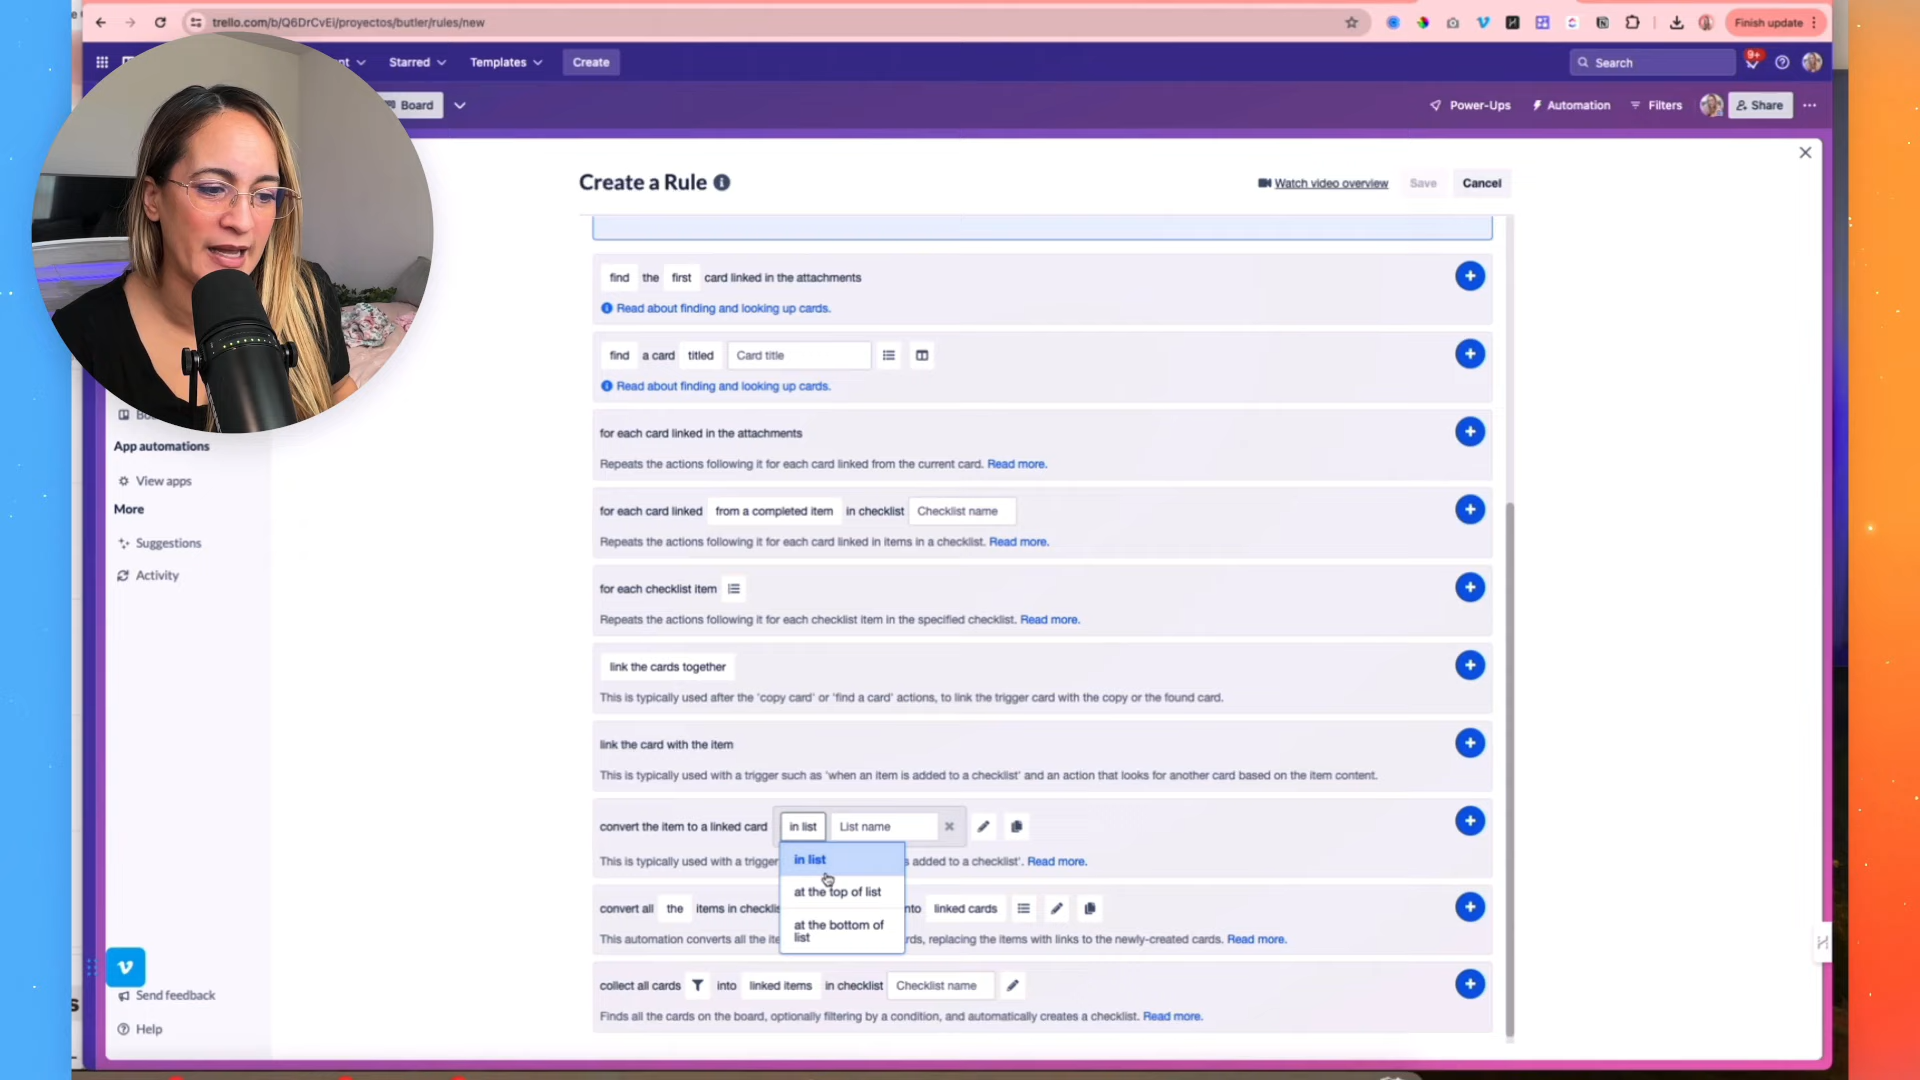 trello.com/b/Q6DrCvEi/proyectos/butler/rules/new
Finish update
Starred
Templates
Create
Search
9+
Board
Power-Ups
Automation
Filters
Share
Create a Rule
Watch video overview
Save
Cancel
find the first card linked in the attachments
Read about finding and looking up cards.
find a card titled Card title
Read about finding and looking up cards.
App automations
View apps
More
Suggestions
Activity
for each card linked in the attachments
Repeats the actions following it for each card linked from the current card. Read more.
for each card linked from a completed item in checklist Checklist name
Repeats the actions following it for each card linked in items in a checklist. Read more.
for each checklist item
Repeats the actions following it for each checklist item in the specified checklist. Read more.
link the cards together
This is typically used after the 'copy card' or 'find a card' actions, to link the trigger card with the copy or the found card.
link the card with the item
This is typically used with a trigger such as 'when an item is added to a checklist' and an action that looks for another card based on the item content.
convert the item to a linked card in list List name
This is typically used with a trigger s added to a checklist'. Read more.
in list
at the top of list
at the bottom of
list
convert all the items in checklis nto linked cards
This automation converts all the ite rds, replacing the items with links to the newly-created cards. Read more.
collect all cards into linked items in checklist Checklist name
Finds all the cards on the board, optionally filtering by a condition, and automatically creates a checklist. Read more.
Send feedback
Help